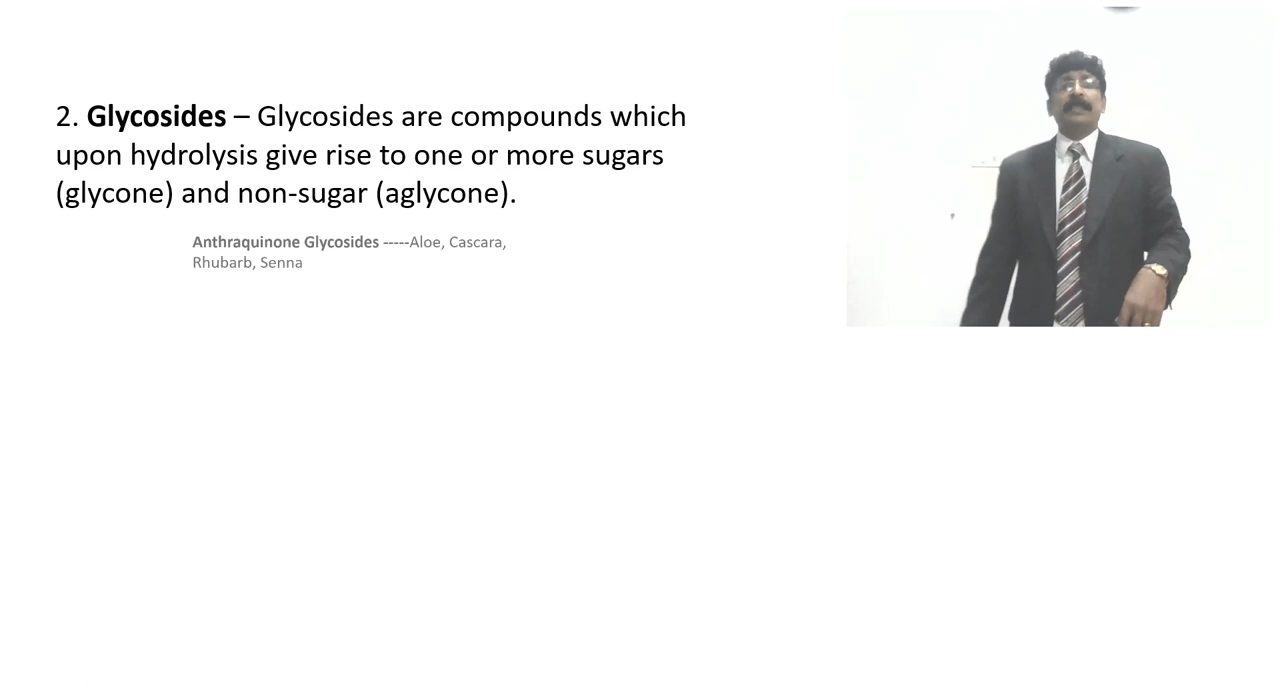 2. Glycosides – Glycosides are compounds which
upon hydrolysis give rise to one or more sugars
(glycone) and non-sugar (aglycone).
Anthraquinone Glycosides -----Aloe, Cascara,
Rhubarb, Senna